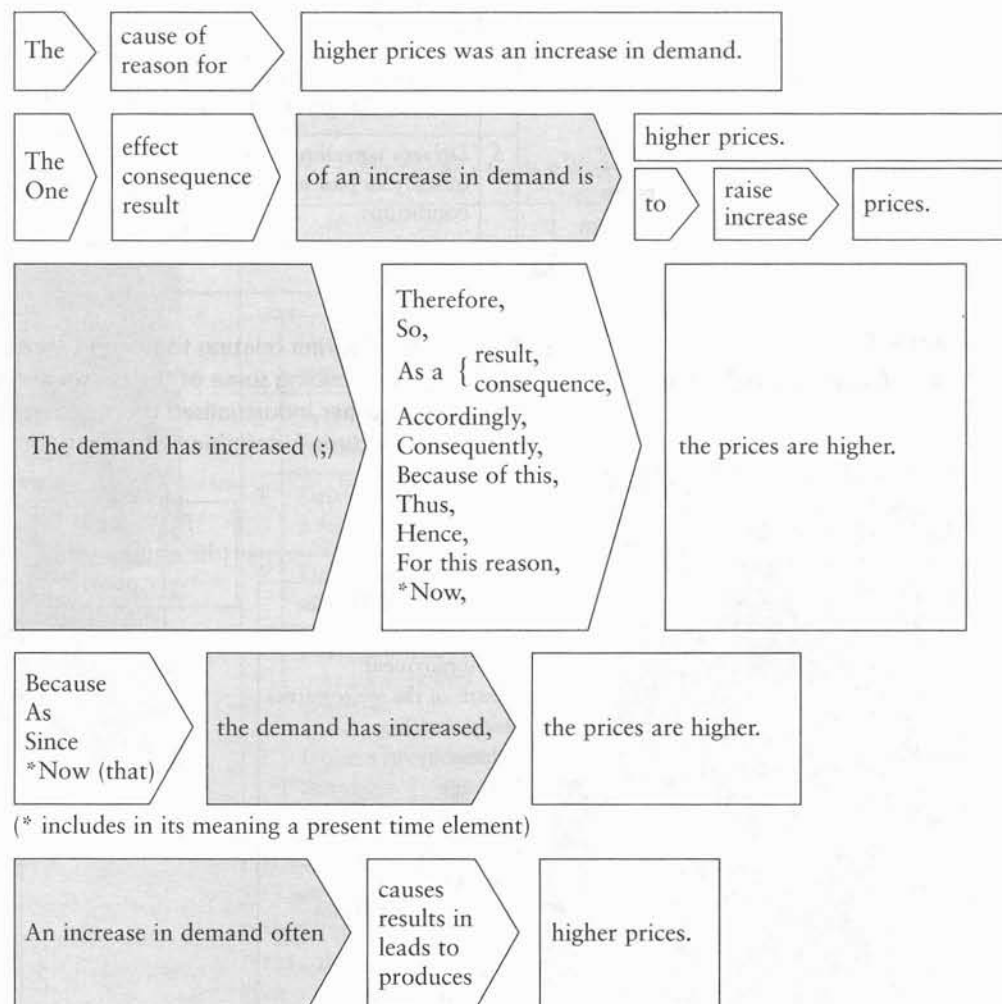 The
cause of
reason for
higher prices was an increase in demand.
The
One
effect
consequence
result
of an increase in demand is
higher prices.
to
raise
increase
prices.
The demand has increased (;)
Therefore,
So,
As a { result,
consequence,
Accordingly,
Consequently,
Because of this,
Thus,
Hence,
For this reason,
*Now,
the prices are higher.
Because
As
Since
*Now (that)
the demand has increased,
the prices are higher.
(* includes in its meaning a present time element)
An increase in demand often
causes
results in
leads to
produces
higher prices.